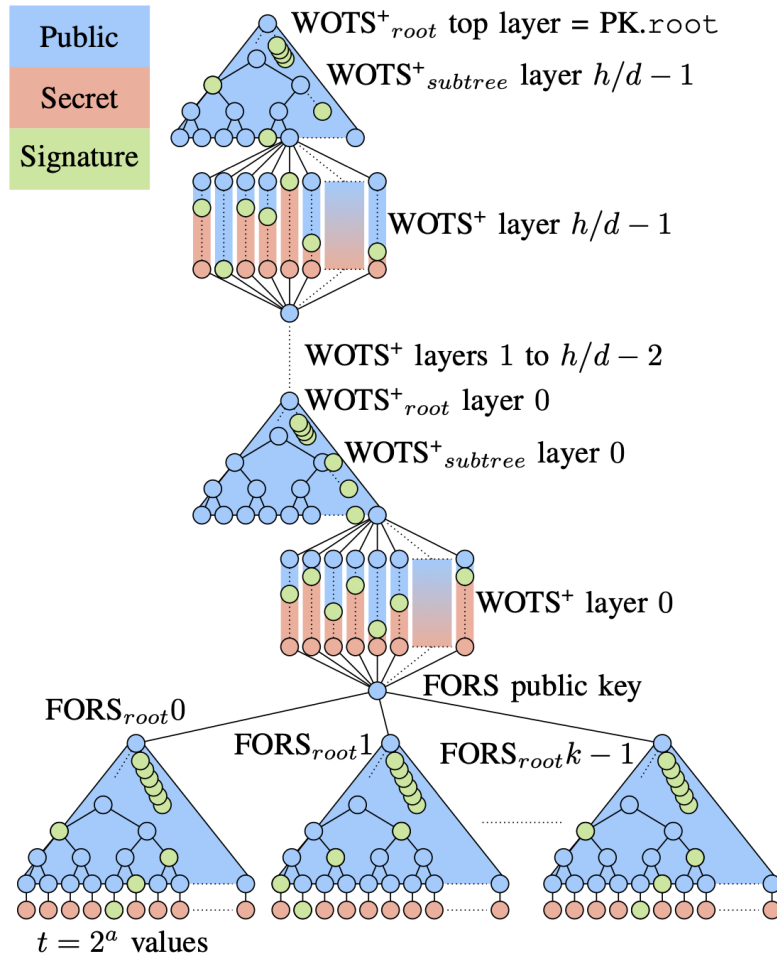 Public
Secret
Signature
WOTS⁺root top layer = PK.root
WOTS⁺subtree layer h/d − 1
WOTS⁺ layer h/d − 1
WOTS⁺ layers 1 to h/d − 2
WOTS⁺root layer 0
WOTS⁺subtree layer 0
WOTS⁺ layer 0
FORS public key
FORSroot0
FORSroot1
FORSrootk − 1
t = 2ᵃ values